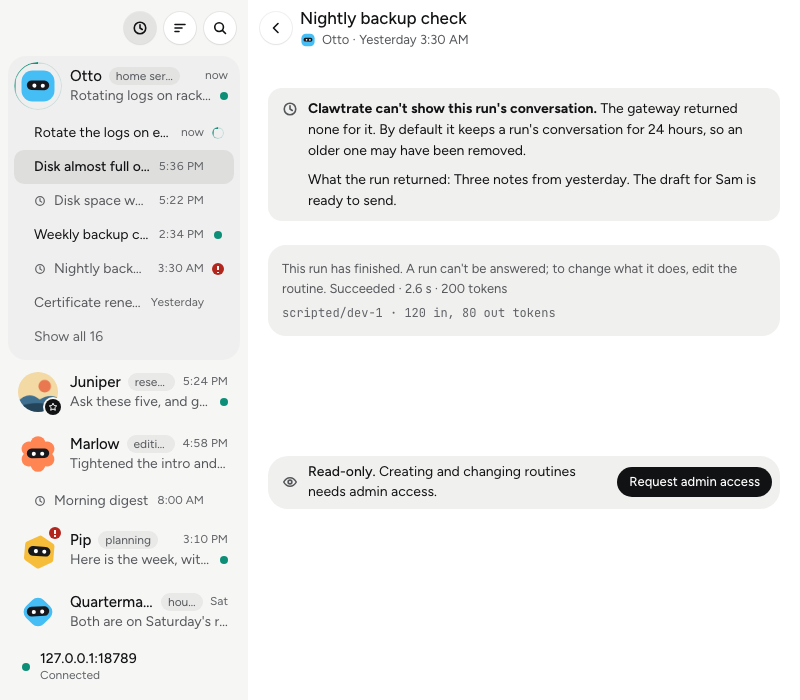 Otto home ser... now
Rotating logs on rack...
Rotate the logs on e... now
Disk almost full o... 5:36 PM
Disk space w... 5:22 PM
Weekly backup c... 2:34 PM
Nightly back... 3:30 AM
Certificate rene... Yesterday
Show all 16
Juniper rese... 5:24 PM
Ask these five, and g...
Marlow editi... 4:58 PM
Tightened the intro and...
Morning digest 8:00 AM
Pip planning 3:10 PM
Here is the week, wit...
Quarterma... hou... Sat
Both are on Saturday's r...
127.0.0.1:18789
Connected
Nightly backup check
Otto · Yesterday 3:30 AM
Clawtrate can't show this run's conversation. The gateway returned
none for it. By default it keeps a run's conversation for 24 hours, so an
older one may have been removed.
What the run returned: Three notes from yesterday. The draft for Sam is
ready to send.
This run has finished. A run can't be answered; to change what it does, edit the
routine. Succeeded · 2.6 s · 200 tokens
scripted/dev-1 · 120 in, 80 out tokens
Read-only. Creating and changing routines
needs admin access.
Request admin access